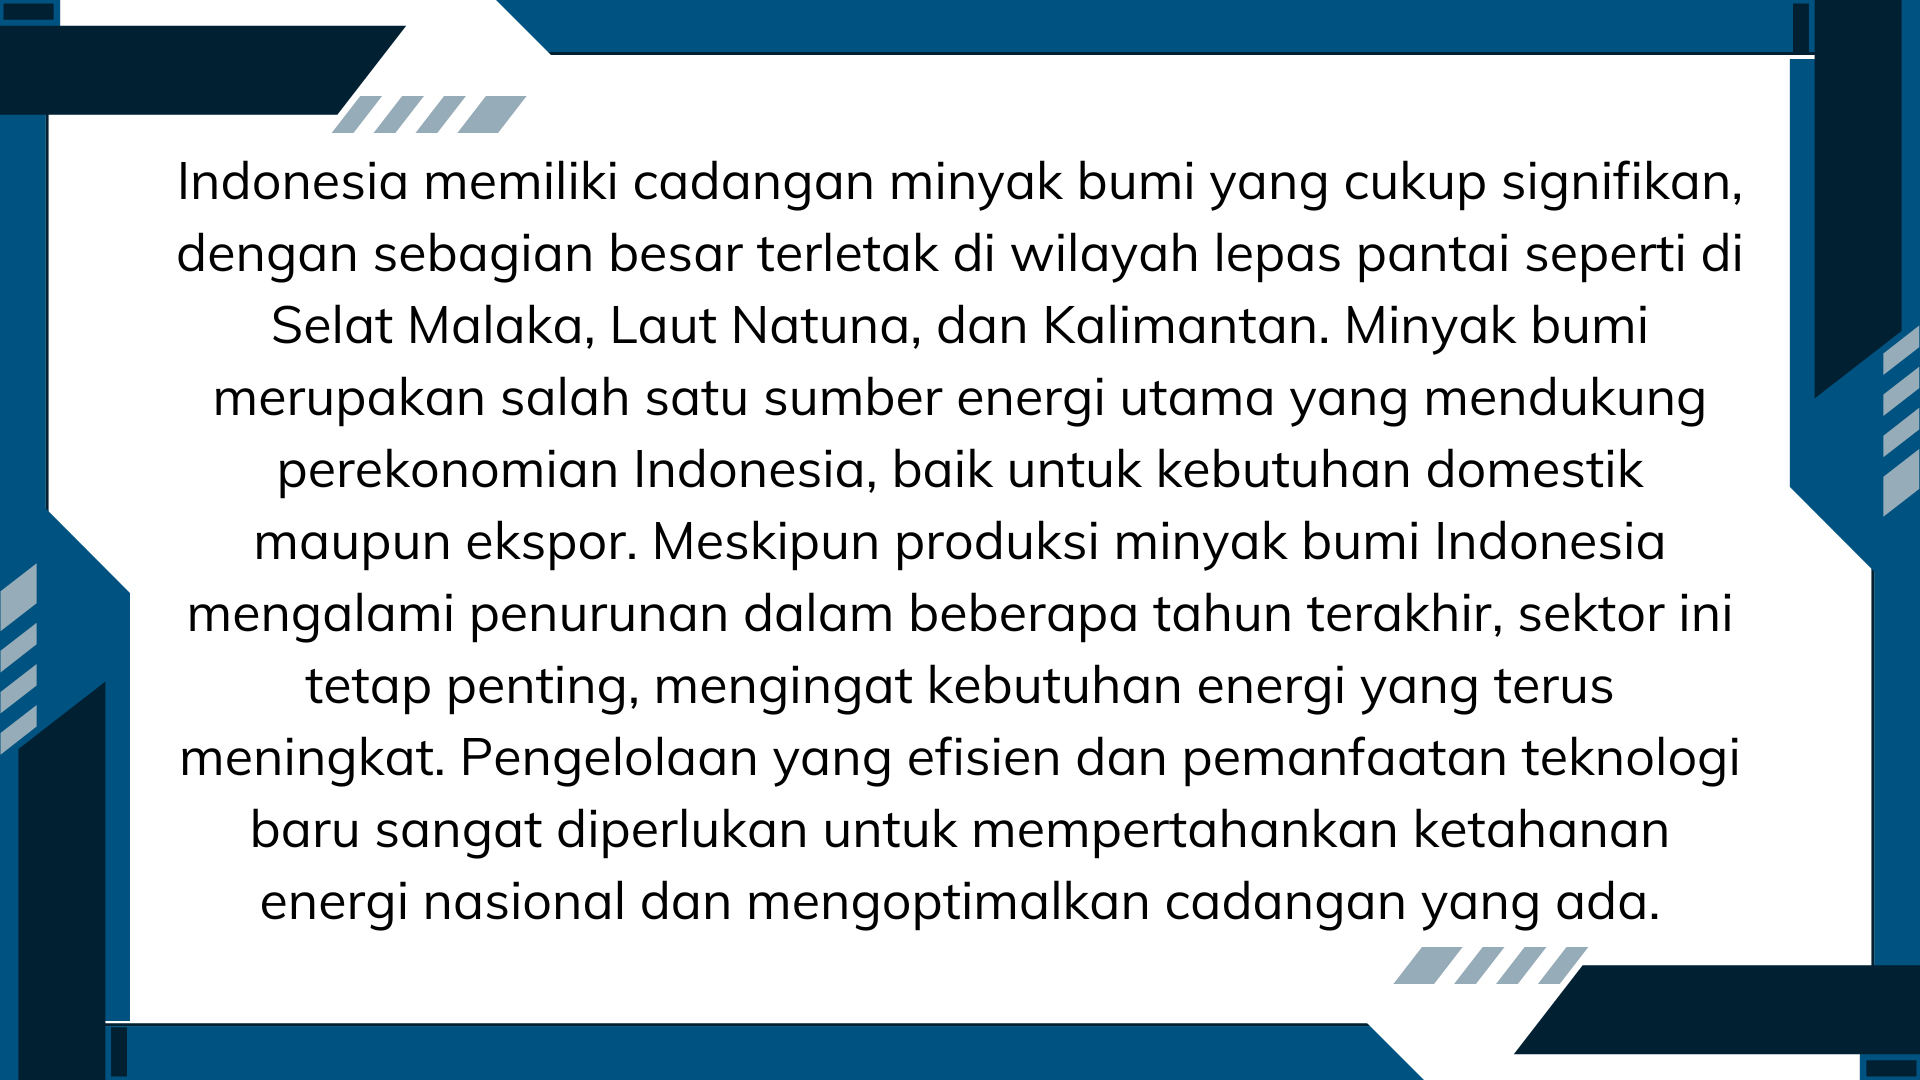 Indonesia memiliki cadangan minyak bumi yang cukup signifikan,
dengan sebagian besar terletak di wilayah lepas pantai seperti di
Selat Malaka, Laut Natuna, dan Kalimantan. Minyak bumi
merupakan salah satu sumber energi utama yang mendukung
perekonomian Indonesia, baik untuk kebutuhan domestik
maupun ekspor. Meskipun produksi minyak bumi Indonesia
mengalami penurunan dalam beberapa tahun terakhir, sektor ini
tetap penting, mengingat kebutuhan energi yang terus
meningkat. Pengelolaan yang efisien dan pemanfaatan teknologi
baru sangat diperlukan untuk mempertahankan ketahanan
energi nasional dan mengoptimalkan cadangan yang ada.